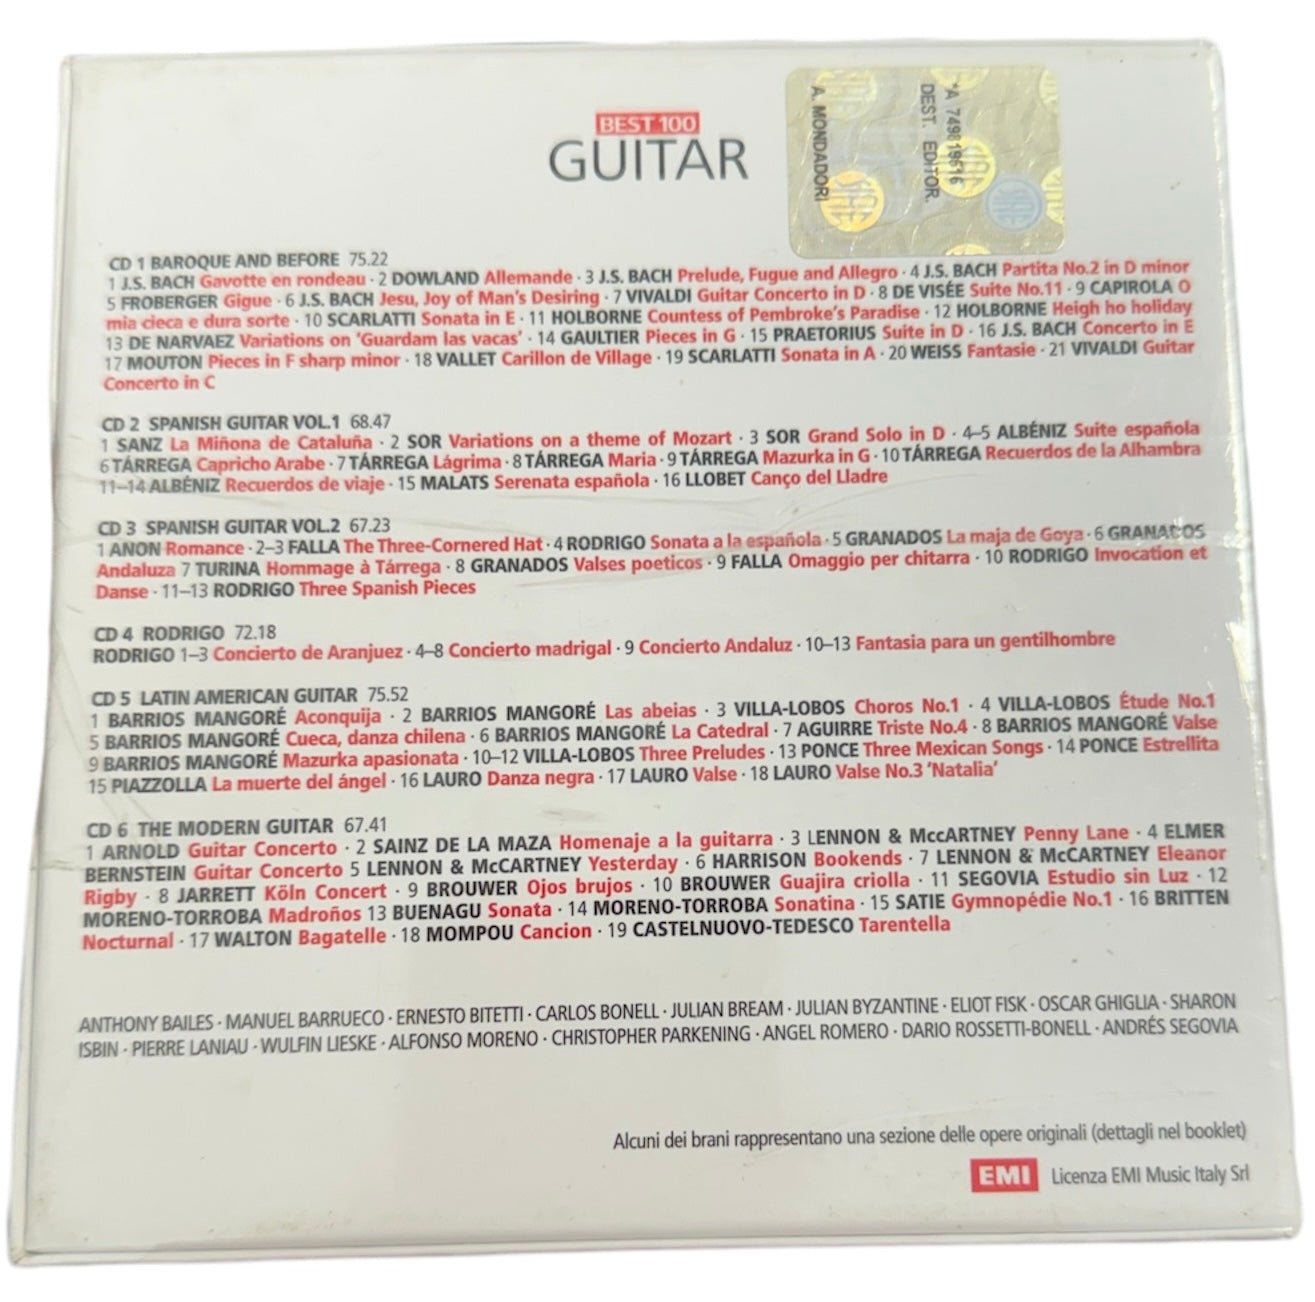 BEST 100
GUITAR
*A 749819616
DEST. EDITOR.
A. MONDADORI
CD 1 BAROQUE AND BEFORE 75.22
1 J.S. BACH Gavotte en rondeau · 2 DOWLAND Allemande · 3 J.S. BACH Prelude, Fugue and Allegro · 4 J.S. BACH Partita No.2 in D minor
5 FROBERGER Gigue · 6 J.S. BACH Jesu, Joy of Man's Desiring · 7 VIVALDI Guitar Concerto in D · 8 DE VISÉE Suite No.11 · 9 CAPIROLA O
mia cieca e dura sorte · 10 SCARLATTI Sonata in E · 11 HOLBORNE Countess of Pembroke's Paradise · 12 HOLBORNE Heigh ho holiday
13 DE NARVAEZ Variations on 'Guardam las vacas' · 14 GAULTIER Pieces in G · 15 PRAETORIUS Suite in D · 16 J.S. BACH Concerto in E
17 MOUTON Pieces in F sharp minor · 18 VALLET Carillon de Village · 19 SCARLATTI Sonata in A · 20 WEISS Fantasie · 21 VIVALDI Guitar
Concerto in C
CD 2 SPANISH GUITAR VOL.1 68.47
1 SANZ La Miñona de Cataluña · 2 SOR Variations on a theme of Mozart · 3 SOR Grand Solo in D · 4–5 ALBÉNIZ Suite española
6 TÁRREGA Capricho Arabe · 7 TÁRREGA Lágrima · 8 TÁRREGA Maria · 9 TÁRREGA Mazurka in G · 10 TÁRREGA Recuerdos de la Alhambra
11–14 ALBÉNIZ Recuerdos de viaje · 15 MALATS Serenata española · 16 LLOBET Canço del Lladre
CD 3 SPANISH GUITAR VOL.2 67.23
1 ANON Romance · 2–3 FALLA The Three-Cornered Hat · 4 RODRIGO Sonata a la española · 5 GRANADOS La maja de Goya · 6 GRANADOS
Andaluza 7 TURINA Hommage à Tárrega · 8 GRANADOS Valses poeticos · 9 FALLA Omaggio per chitarra · 10 RODRIGO Invocation et
Danse · 11–13 RODRIGO Three Spanish Pieces
CD 4 RODRIGO 72.18
RODRIGO 1–3 Concierto de Aranjuez · 4–8 Concierto madrigal · 9 Concierto Andaluz · 10–13 Fantasia para un gentilhombre
CD 5 LATIN AMERICAN GUITAR 75.52
1 BARRIOS MANGORÉ Aconquija · 2 BARRIOS MANGORÉ Las abeias · 3 VILLA-LOBOS Choros No.1 · 4 VILLA-LOBOS Étude No.1
5 BARRIOS MANGORÉ Cueca, danza chilena · 6 BARRIOS MANGORÉ La Catedral · 7 AGUIRRE Triste No.4 · 8 BARRIOS MANGORÉ Valse
9 BARRIOS MANGORÉ Mazurka apasionata · 10–12 VILLA-LOBOS Three Preludes · 13 PONCE Three Mexican Songs · 14 PONCE Estrellita
15 PIAZZOLLA La muerte del ángel · 16 LAURO Danza negra · 17 LAURO Valse · 18 LAURO Valse No.3 'Natalia'
CD 6 THE MODERN GUITAR 67.41
1 ARNOLD Guitar Concerto · 2 SAINZ DE LA MAZA Homenaje a la guitarra · 3 LENNON & McCARTNEY Penny Lane · 4 ELMER
BERNSTEIN Guitar Concerto 5 LENNON & McCARTNEY Yesterday · 6 HARRISON Bookends · 7 LENNON & McCARTNEY Eleanor
Rigby · 8 JARRETT Köln Concert · 9 BROUWER Ojos brujos · 10 BROUWER Guajira criolla · 11 SEGOVIA Estudio sin Luz · 12
MORENO-TORROBA Madroños 13 BUENAGU Sonata · 14 MORENO-TORROBA Sonatina · 15 SATIE Gymnopédie No.1 · 16 BRITTEN
Nocturnal · 17 WALTON Bagatelle · 18 MOMPOU Cancion · 19 CASTELNUOVO-TEDESCO Tarentella
ANTHONY BAILES · MANUEL BARRUECO · ERNESTO BITETTI · CARLOS BONELL · JULIAN BREAM · JULIAN BYZANTINE · ELIOT FISK · OSCAR GHIGLIA · SHARON
ISBIN · PIERRE LANIAU · WULFIN LIESKE · ALFONSO MORENO · CHRISTOPHER PARKENING · ANGEL ROMERO · DARIO ROSSETTI-BONELL · ANDRÉS SEGOVIA
Alcuni dei brani rappresentano una sezione delle opere originali (dettagli nel booklet)
EMI Licenza EMI Music Italy Srl